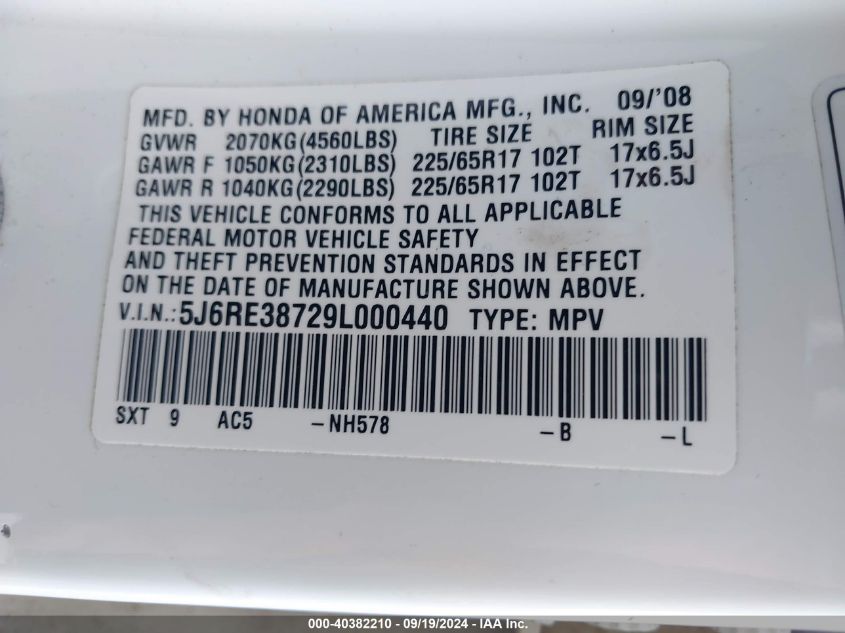 MFD. BY HONDA OF AMERICA MFG., INC. 09/'08
GVWR 2070KG(4560LBS) TIRE SIZE RIM SIZE
GAWR F 1050KG(2310LBS) 225/65R17 102T 17x6.5J
GAWR R 1040KG(2290LBS) 225/65R17 102T 17x6.5J
THIS VEHICLE CONFORMS TO ALL APPLICABLE
FEDERAL MOTOR VEHICLE SAFETY
AND THEFT PREVENTION STANDARDS IN EFFECT
ON THE DATE OF MANUFACTURE SHOWN ABOVE.
V.I.N.:5J6RE38729L000440 TYPE: MPV
SXT 9 AC5 -NH578 -B -L
000-40382210 - 09/19/2024 - IAA Inc.